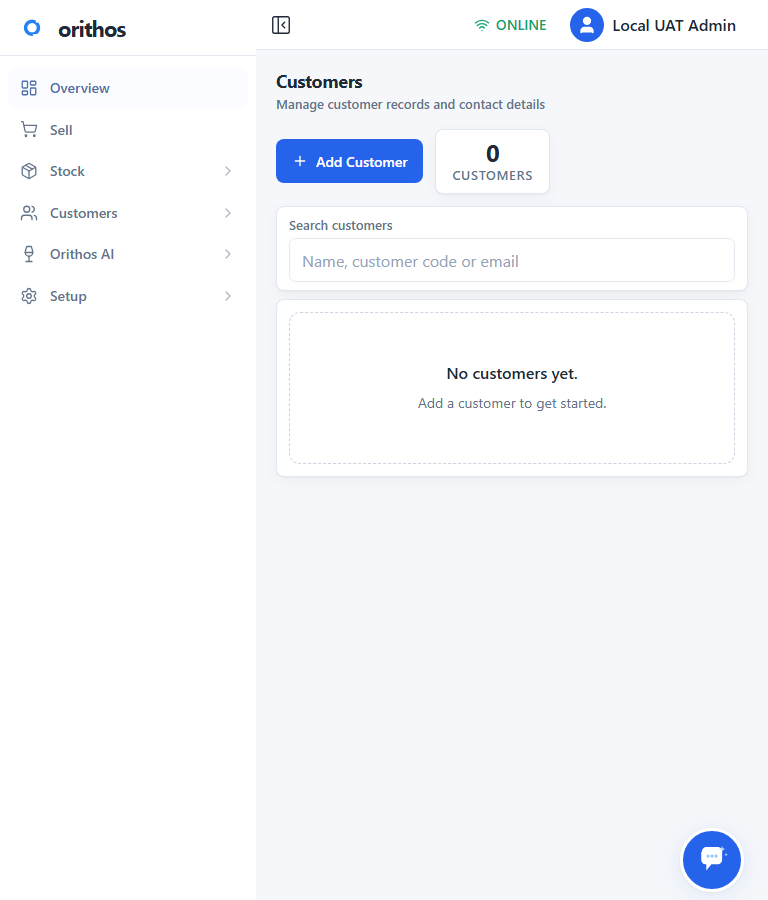 orithos
ONLINE
Local UAT Admin
Overview
Sell
Stock
Customers
Orithos AI
Setup
Customers
Manage customer records and contact details
Add Customer
0
CUSTOMERS
Search customers
Name, customer code or email
No customers yet.
Add a customer to get started.